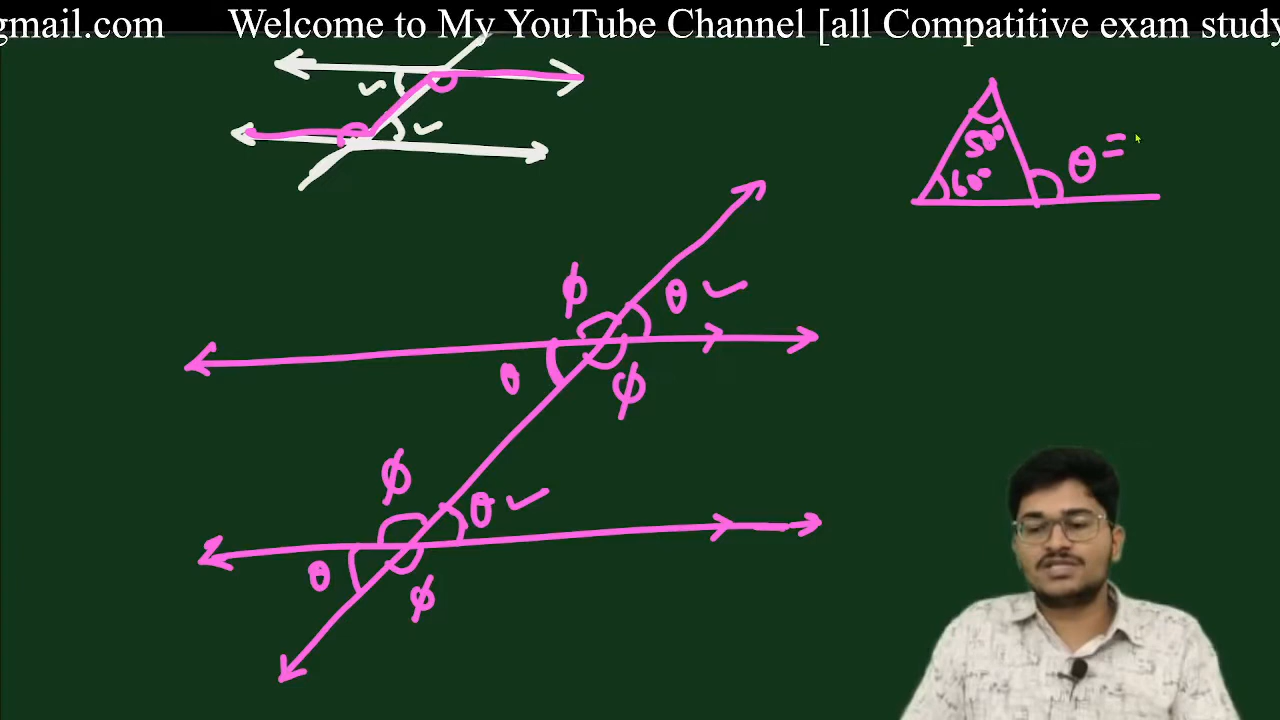 gmail.com Welcome to My YouTube Channel [all Compatitive exam study
50°
60°
θ =
ϕ θ
θ ϕ
ϕ θ
θ ϕ